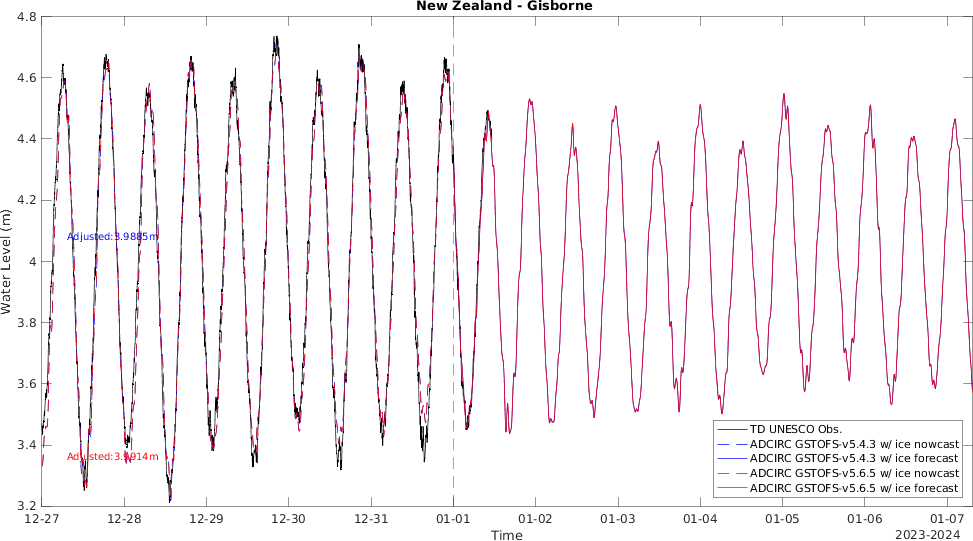 New Zealand - Gisborne
4.8
4.6
4.4
4.2
4
3.8
3.6
3.4
3.2
Water Level (m)
Adjusted:3.9885m
Adjusted:3.9914m
TD UNESCO Obs.
ADCIRC GSTOFS-v5.4.3 w/ ice nowcast
ADCIRC GSTOFS-v5.4.3 w/ ice forecast
ADCIRC GSTOFS-v5.6.5 w/ ice nowcast
ADCIRC GSTOFS-v5.6.5 w/ ice forecast
12-27 12-28 12-29 12-30 12-31 01-01 01-02 01-03 01-04 01-05 01-06 01-07
Time
2023-2024